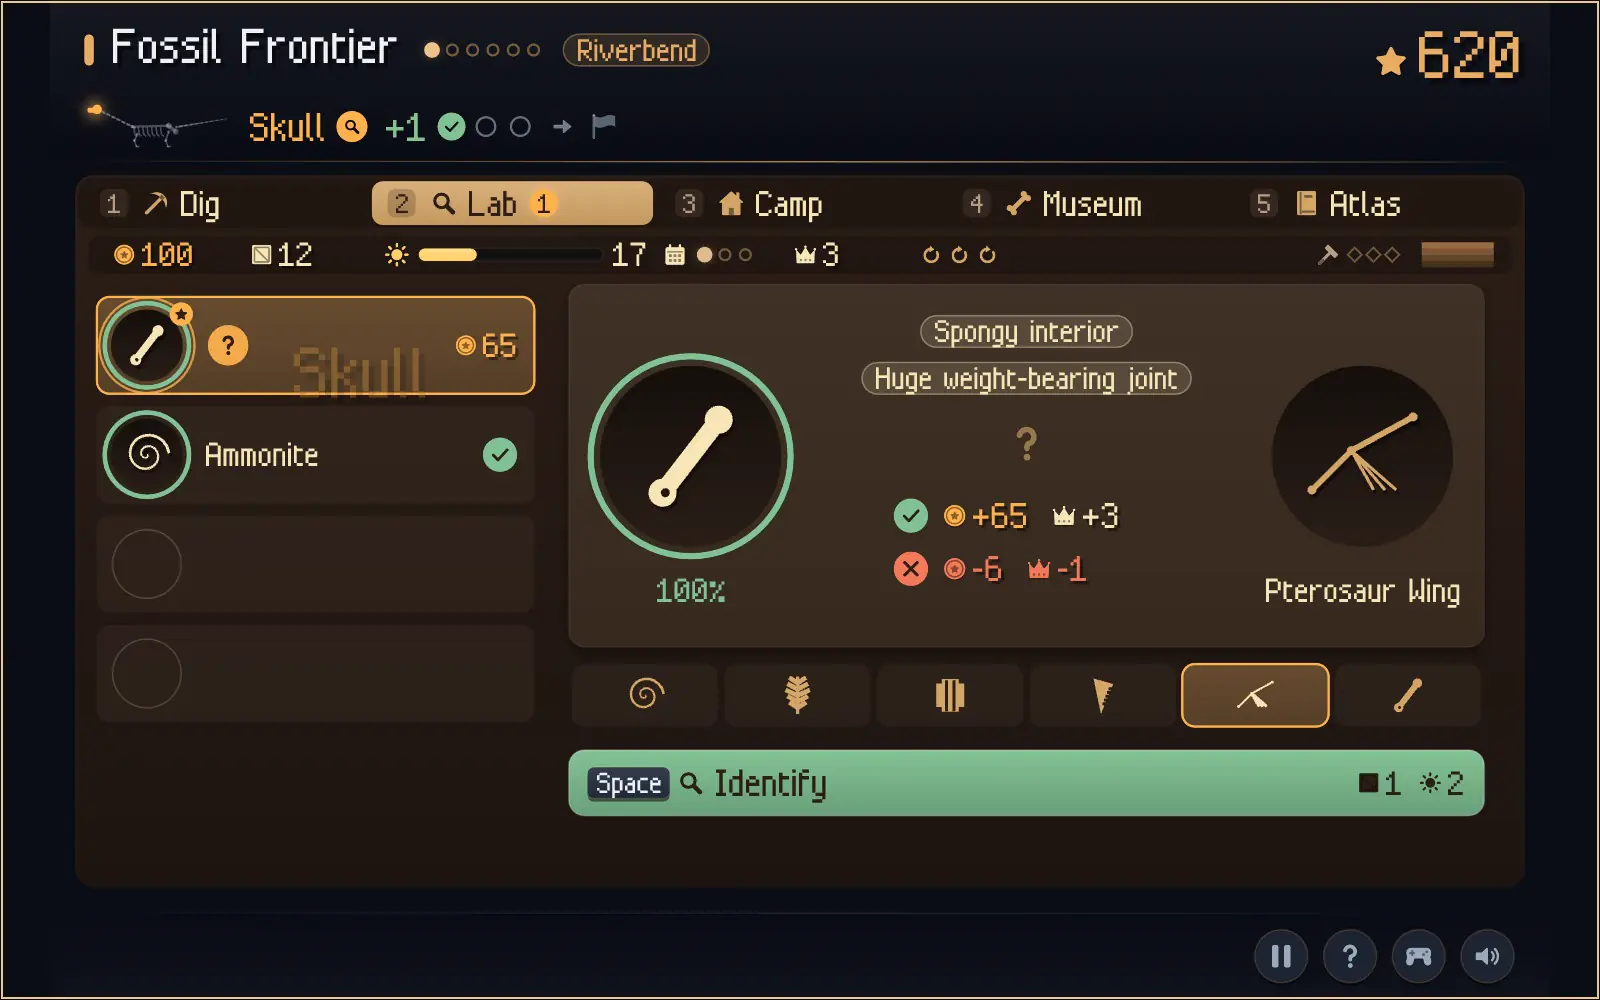 Fossil Frontier Riverbend 620
Skull +1
1 Dig 2 Lab 1 3 Camp 4 Museum 5 Atlas
100 12 17 3
? Skull 65
Ammonite
Spongy interior
Huge weight-bearing joint
?
+65 +3
-6 -1
100%
Pterosaur Wing
Space Identify 1 2
?